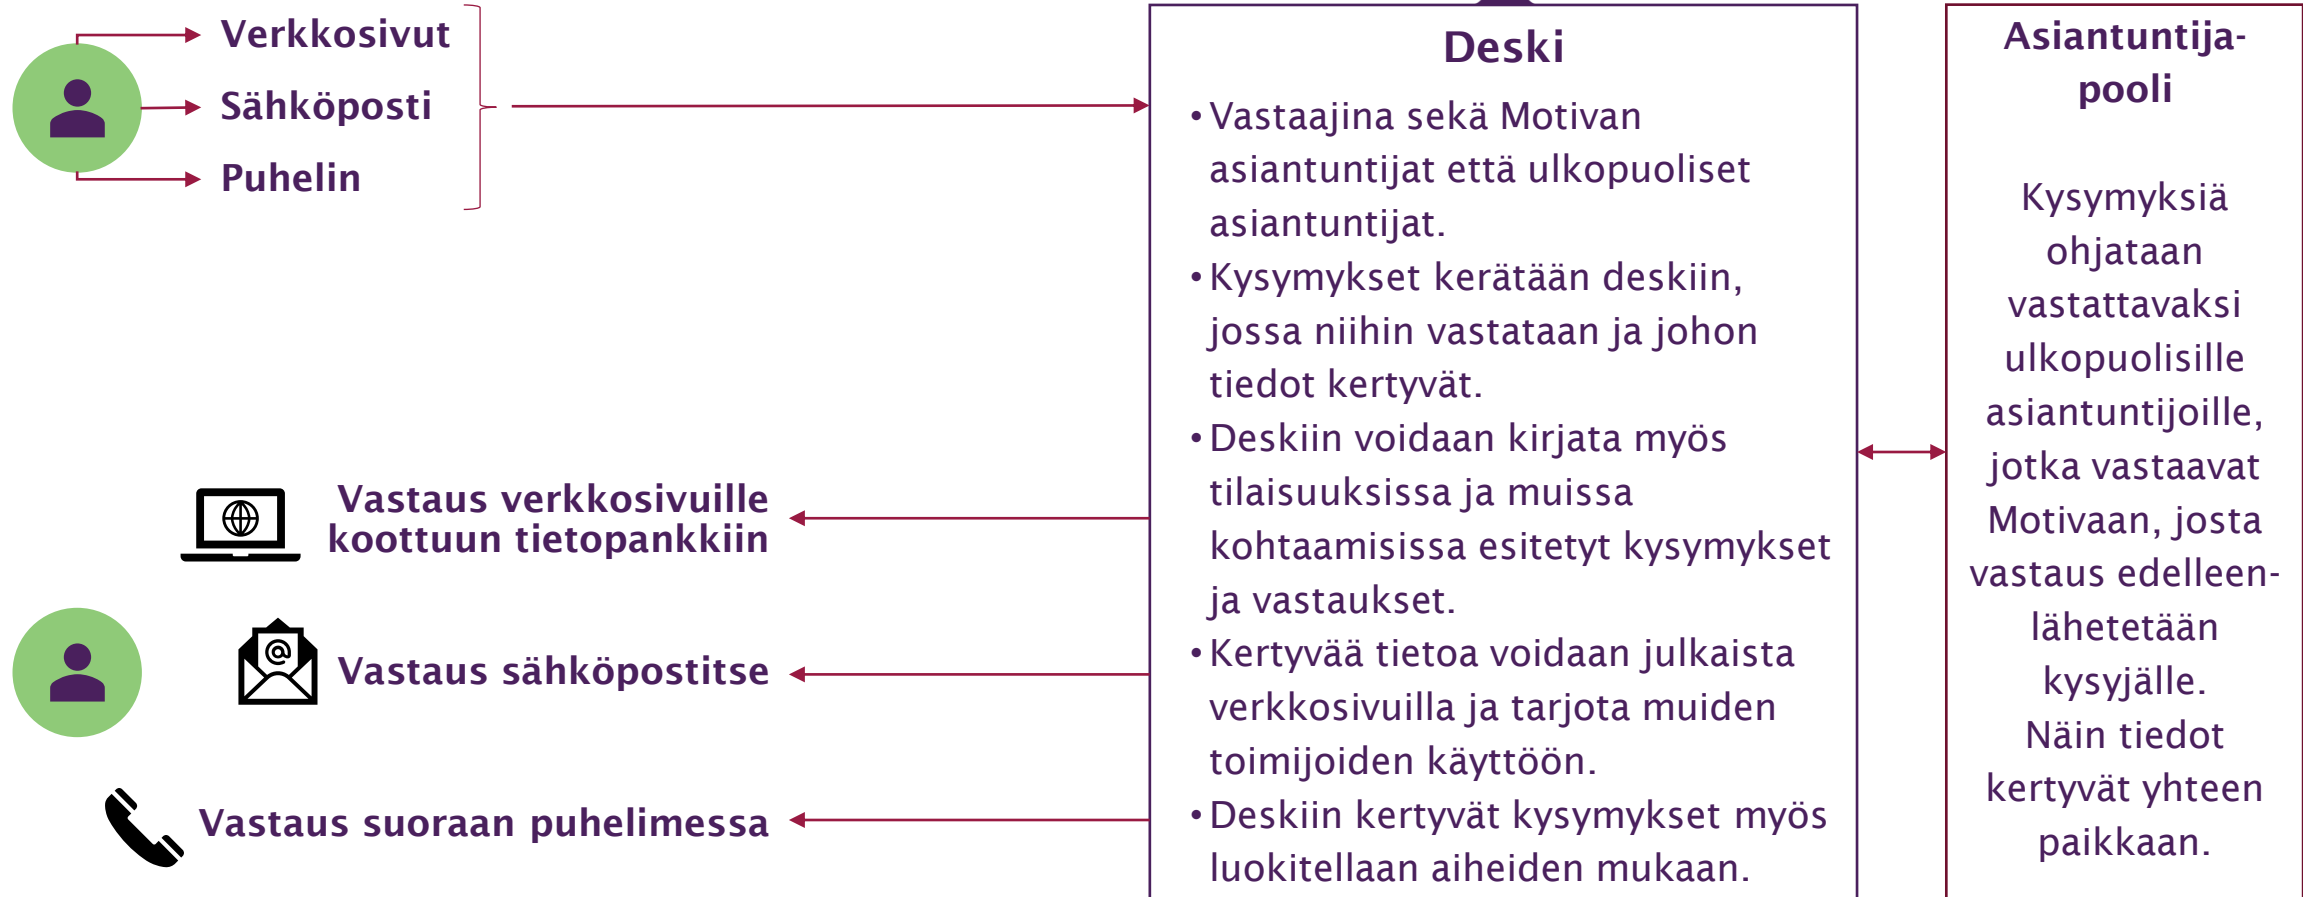 Verkkosivut
Sähköposti
Puhelin
Vastaus verkkosivuille
koottuun tietopankkiin
Vastaus sähköpostitse
Vastaus suoraan puhelimessa
Deski
• Vastaajina sekä Motivan
asiantuntijat että ulkopuoliset
asiantuntijat.
• Kysymykset kerätään deskiin,
jossa niihin vastataan ja johon
tiedot kertyvät.
• Deskiin voidaan kirjata myös
tilaisuuksissa ja muissa
kohtaamisissa esitetyt kysymykset
ja vastaukset.
• Kertyvää tietoa voidaan julkaista
verkkosivuilla ja tarjota muiden
toimijoiden käyttöön.
• Deskiin kertyvät kysymykset myös
luokitellaan aiheiden mukaan.
Asiantuntija-
pooli
Kysymyksiä
ohjataan
vastattavaksi
ulkopuolisille
asiantuntijoille,
jotka vastaavat
Motivaan, josta
vastaus edelleen-
lähetetään
kysyjälle.
Näin tiedot
kertyvät yhteen
paikkaan.